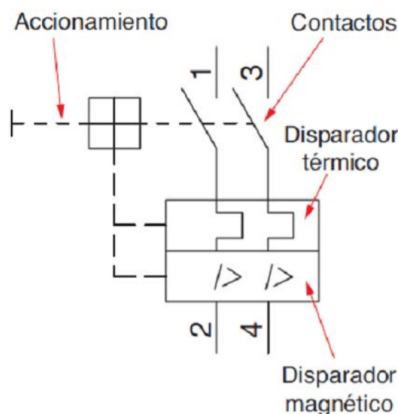 Accionamiento
Contactos
1
3
Disparador
térmico
I>
I>
2
4
Disparador
magnético